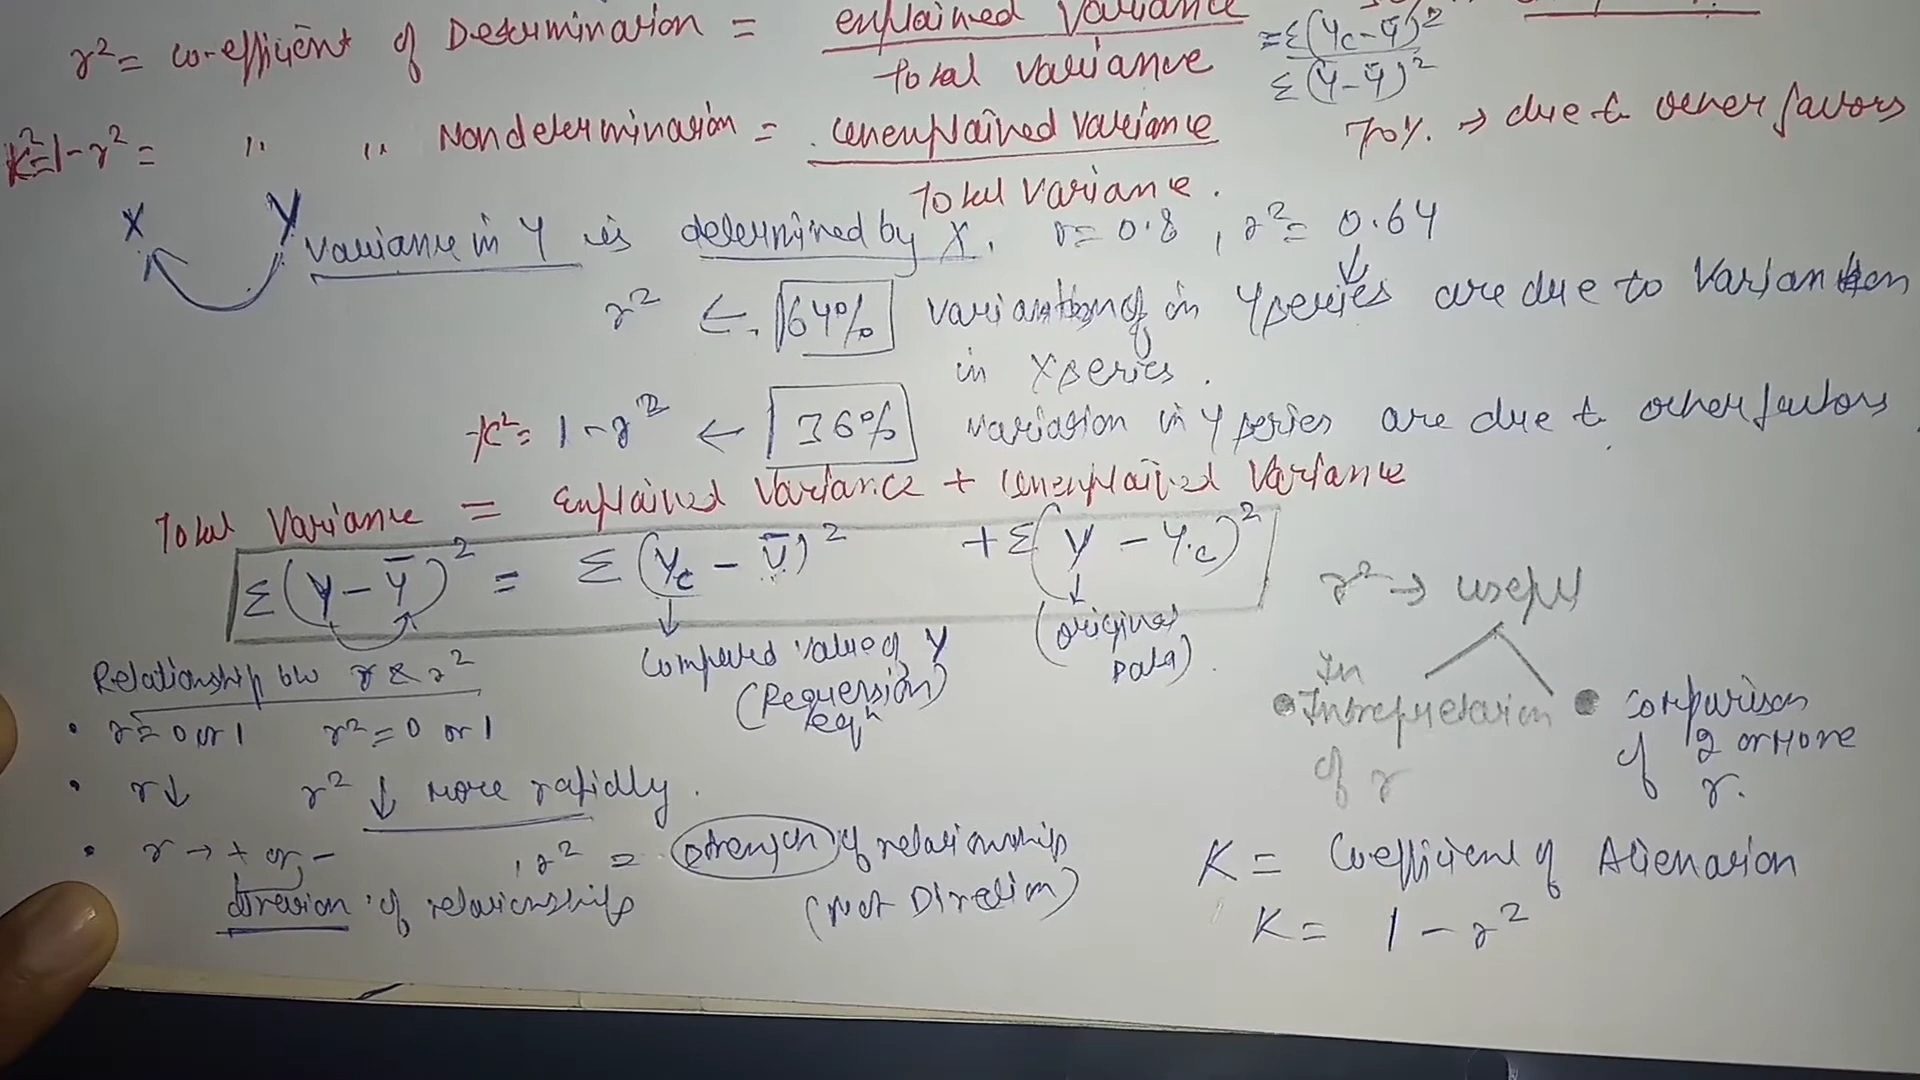 r² = co-efficient of Determination = explained variance / Total variance = Σ(Yc-Ȳ)² / Σ(Y-Ȳ)²
K²=1-r² = " " Nondetermination = unexplained variance / Total variance.
70% → due to other factors
X Y
variance in Y is determined by X. r= 0.8, r²= 0.64
r² ← 64% variation in Y series are due to variation
in X series.
K²= 1-r² ← 36% variation in Y series are due to other factors
Total Variance = Explained Variance + Unexplained Variance
Σ(Y-Ȳ)² = Σ(Yc-Ȳ)² + Σ(Y-Yc)²
Computed value of Y
(Regression)
eqⁿ
(original
Data).
Relationship b/w r & r²
• r=0 or 1 r²=0 or 1
• r↓ r² ↓ more rapidly.
• r → + or - , r² = strength of relationship
direction of relationship (not Direction)
r² → useful
In
• Interpretation
of r
• comparison
of 2 or more
r.
K = Coefficient of Alienation
K = 1 - r²